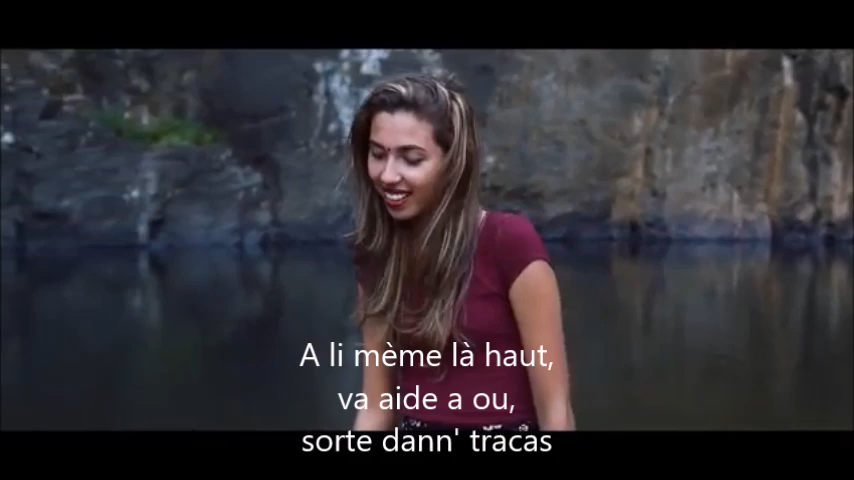 A li mème là haut,
va aide a ou,
sorte dann' tracas